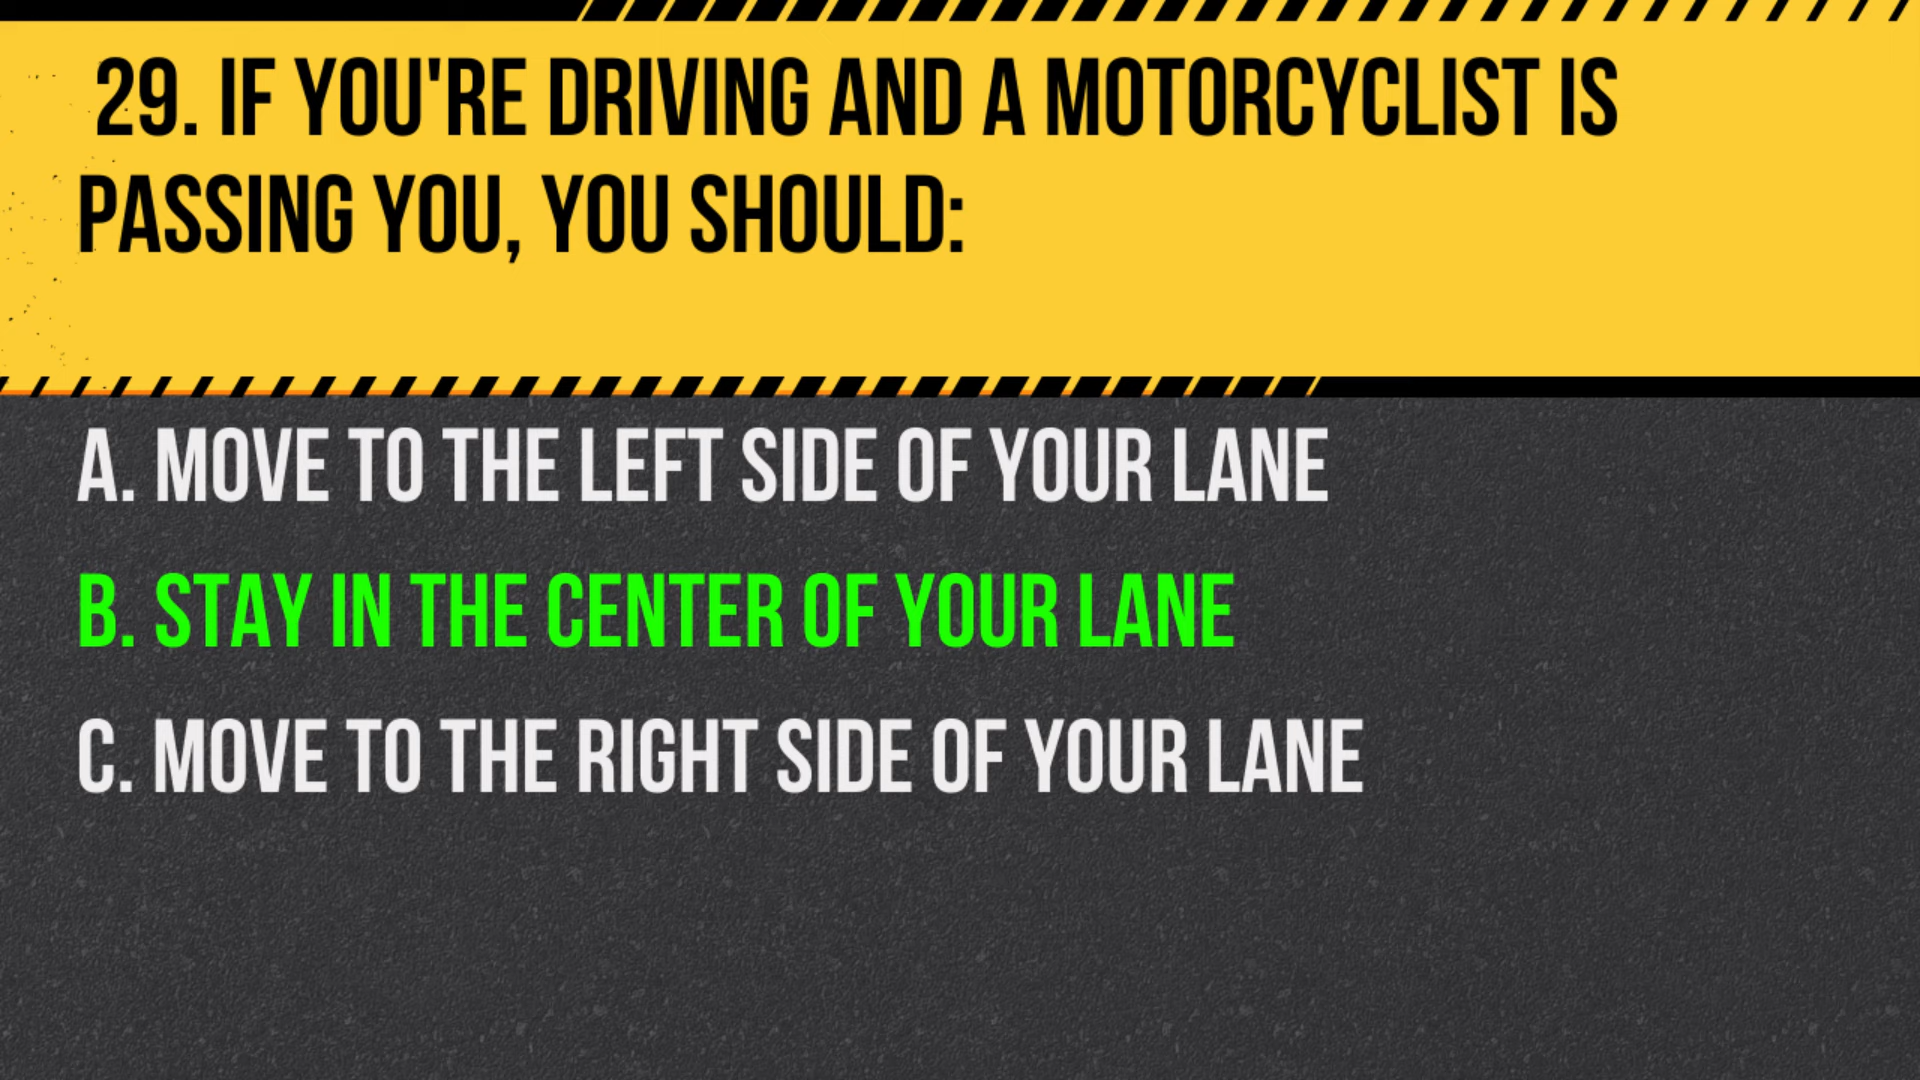 29. IF YOU'RE DRIVING AND A MOTORCYCLIST IS
PASSING YOU, YOU SHOULD:
A. MOVE TO THE LEFT SIDE OF YOUR LANE
B. STAY IN THE CENTER OF YOUR LANE
C. MOVE TO THE RIGHT SIDE OF YOUR LANE